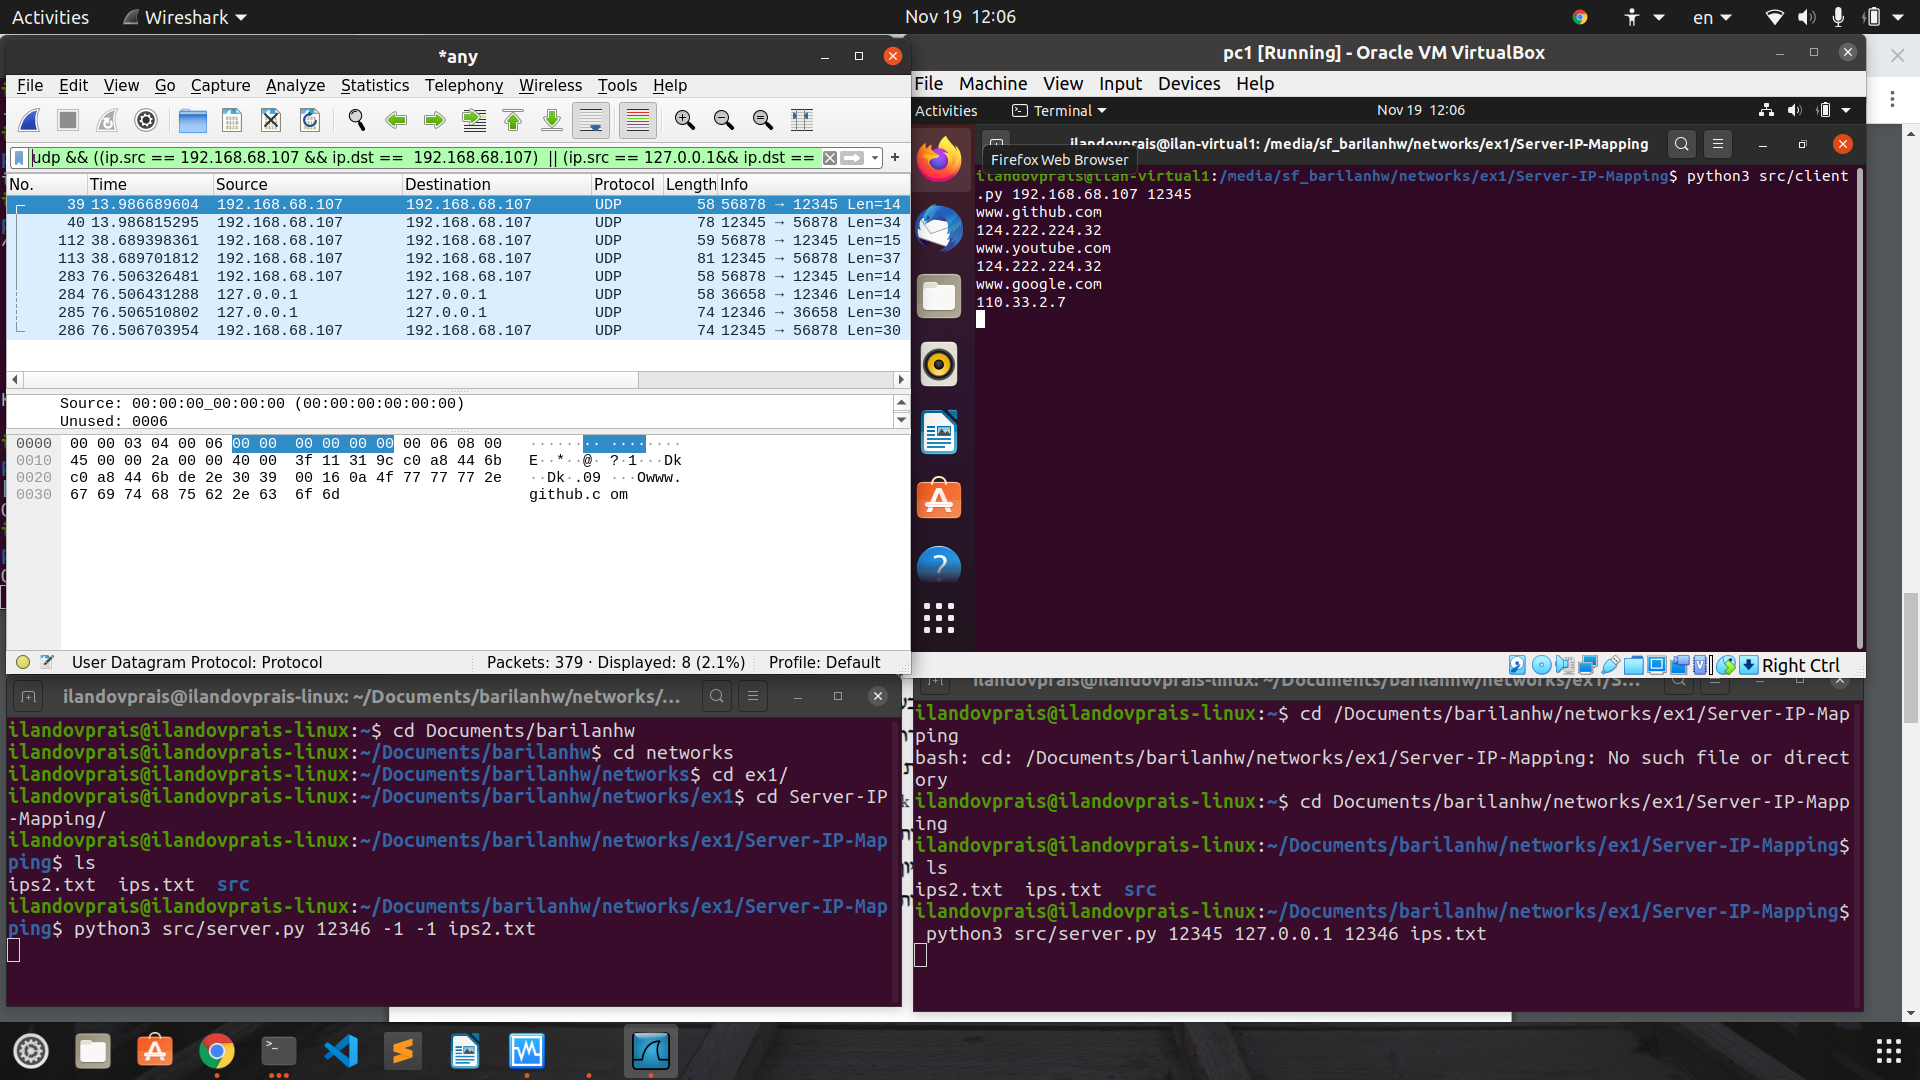 Activities
Wireshark
Nov 19  12:06
en
*any
File Edit View Go Capture Analyze Statistics Telephony Wireless Tools Help
udp && ((ip.src == 192.168.68.107 && ip.dst ==  192.168.68.107)  || (ip.src == 127.0.0.1&& ip.dst ==
No. Time Source Destination Protocol Length Info
39 13.986689604 192.168.68.107 192.168.68.107 UDP 58 56878 → 12345 Len=14
40 13.986815295 192.168.68.107 192.168.68.107 UDP 78 12345 → 56878 Len=34
112 38.689398361 192.168.68.107 192.168.68.107 UDP 59 56878 → 12345 Len=15
113 38.689701812 192.168.68.107 192.168.68.107 UDP 81 12345 → 56878 Len=37
283 76.506326481 192.168.68.107 192.168.68.107 UDP 58 56878 → 12345 Len=14
284 76.506431288 127.0.0.1 127.0.0.1 UDP 58 36658 → 12346 Len=14
285 76.506510802 127.0.0.1 127.0.0.1 UDP 74 12346 → 36658 Len=30
286 76.506703954 192.168.68.107 192.168.68.107 UDP 74 12345 → 56878 Len=30
Source: 00:00:00_00:00:00 (00:00:00:00:00:00)
Unused: 0006
0000 00 00 03 04 00 06 00 00  00 00 00 00 00 06 08 00 ········ ········
0010 45 00 00 2a 00 00 40 00  3f 11 31 9c c0 a8 44 6b E··*··@· ?·1···Dk
0020 c0 a8 44 6b de 2e 30 39  00 16 0a 4f 77 77 77 2e ··Dk·.09 ···Owww.
0030 67 69 74 68 75 62 2e 63  6f 6d github.c om
User Datagram Protocol: Protocol
Packets: 379 · Displayed: 8 (2.1%)
Profile: Default
pc1 [Running] - Oracle VM VirtualBox
File Machine View Input Devices Help
Activities
Terminal
Nov 19  12:06
ilandovprais@ilan-virtual1: /media/sf_barilanhw/networks/ex1/Server-IP-Mapping
Firefox Web Browser
ilandovprais@ilan-virtual1:/media/sf_barilanhw/networks/ex1/Server-IP-Mapping$ python3 src/client
.py 192.168.68.107 12345
www.github.com
124.222.224.32
www.youtube.com
124.222.224.32
www.google.com
110.33.2.7
Right Ctrl
ilandovprais@ilandovprais-linux: ~/Documents/barilanhw/networks/...
ilandovprais@ilandovprais-linux:~$ cd Documents/barilanhw
ilandovprais@ilandovprais-linux:~/Documents/barilanhw$ cd networks
ilandovprais@ilandovprais-linux:~/Documents/barilanhw/networks$ cd ex1/
ilandovprais@ilandovprais-linux:~/Documents/barilanhw/networks/ex1$ cd Server-IP
-Mapping/
ilandovprais@ilandovprais-linux:~/Documents/barilanhw/networks/ex1/Server-IP-Map
ping$ ls
ips2.txt  ips.txt  src
ilandovprais@ilandovprais-linux:~/Documents/barilanhw/networks/ex1/Server-IP-Map
ping$ python3 src/server.py 12346 -1 -1 ips2.txt
ilandovprais@ilandovprais-linux: ~/Documents/barilanhw/networks/ex1/S...
ilandovprais@ilandovprais-linux:~$ cd /Documents/barilanhw/networks/ex1/Server-IP-Map
ping
bash: cd: /Documents/barilanhw/networks/ex1/Server-IP-Mapping: No such file or direct
ory
ilandovprais@ilandovprais-linux:~$ cd Documents/barilanhw/networks/ex1/Server-IP-Mapp
ing
ilandovprais@ilandovprais-linux:~/Documents/barilanhw/networks/ex1/Server-IP-Mapping$
ls
ips2.txt  ips.txt  src
ilandovprais@ilandovprais-linux:~/Documents/barilanhw/networks/ex1/Server-IP-Mapping$
python3 src/server.py 12345 127.0.0.1 12346 ips.txt